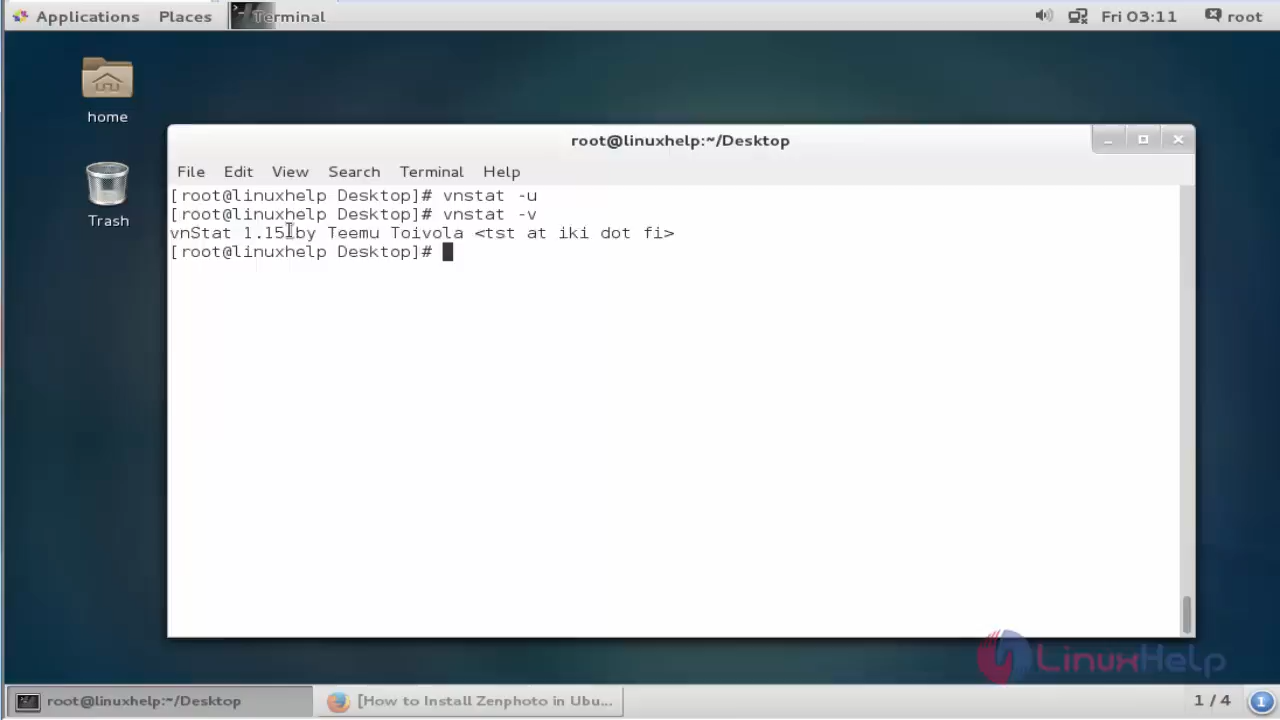 Applications Places Terminal Fri 03:11 root
home
Trash
root@linuxhelp:~/Desktop
File Edit View Search Terminal Help
[root@linuxhelp Desktop]# vnstat -u
[root@linuxhelp Desktop]# vnstat -v
vnStat 1.15 by Teemu Toivola <tst at iki dot fi>
[root@linuxhelp Desktop]#
LinuxHelp
root@linuxhelp:~/Desktop [How to Install Zenphoto in Ubu... 1 / 4